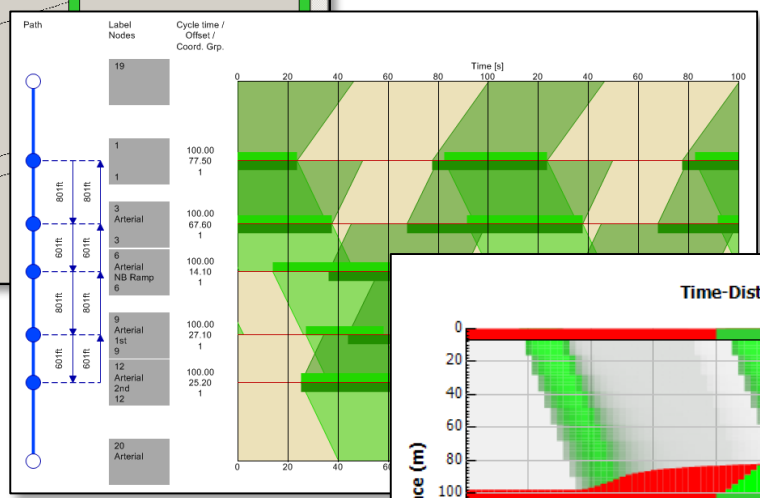 Path
Label
Nodes
Cycle time /
Offset /
Coord. Grp.
Time [s]
0 20 40 60 80 100 20 40 60 80 100
19
1
1
100.00
77.50
1
801ft 801ft
3
Arterial
3
100.00
67.60
1
601ft 601ft
6
Arterial
NB Ramp
6
100.00
14.10
1
801ft 801ft
9
Arterial
1st
9
100.00
27.10
1
601ft 601ft
12
Arterial
2nd
12
100.00
25.20
1
20
Arterial
0 20 40 60
Time-Dist
0
20
40
60
80
100
ce (m)